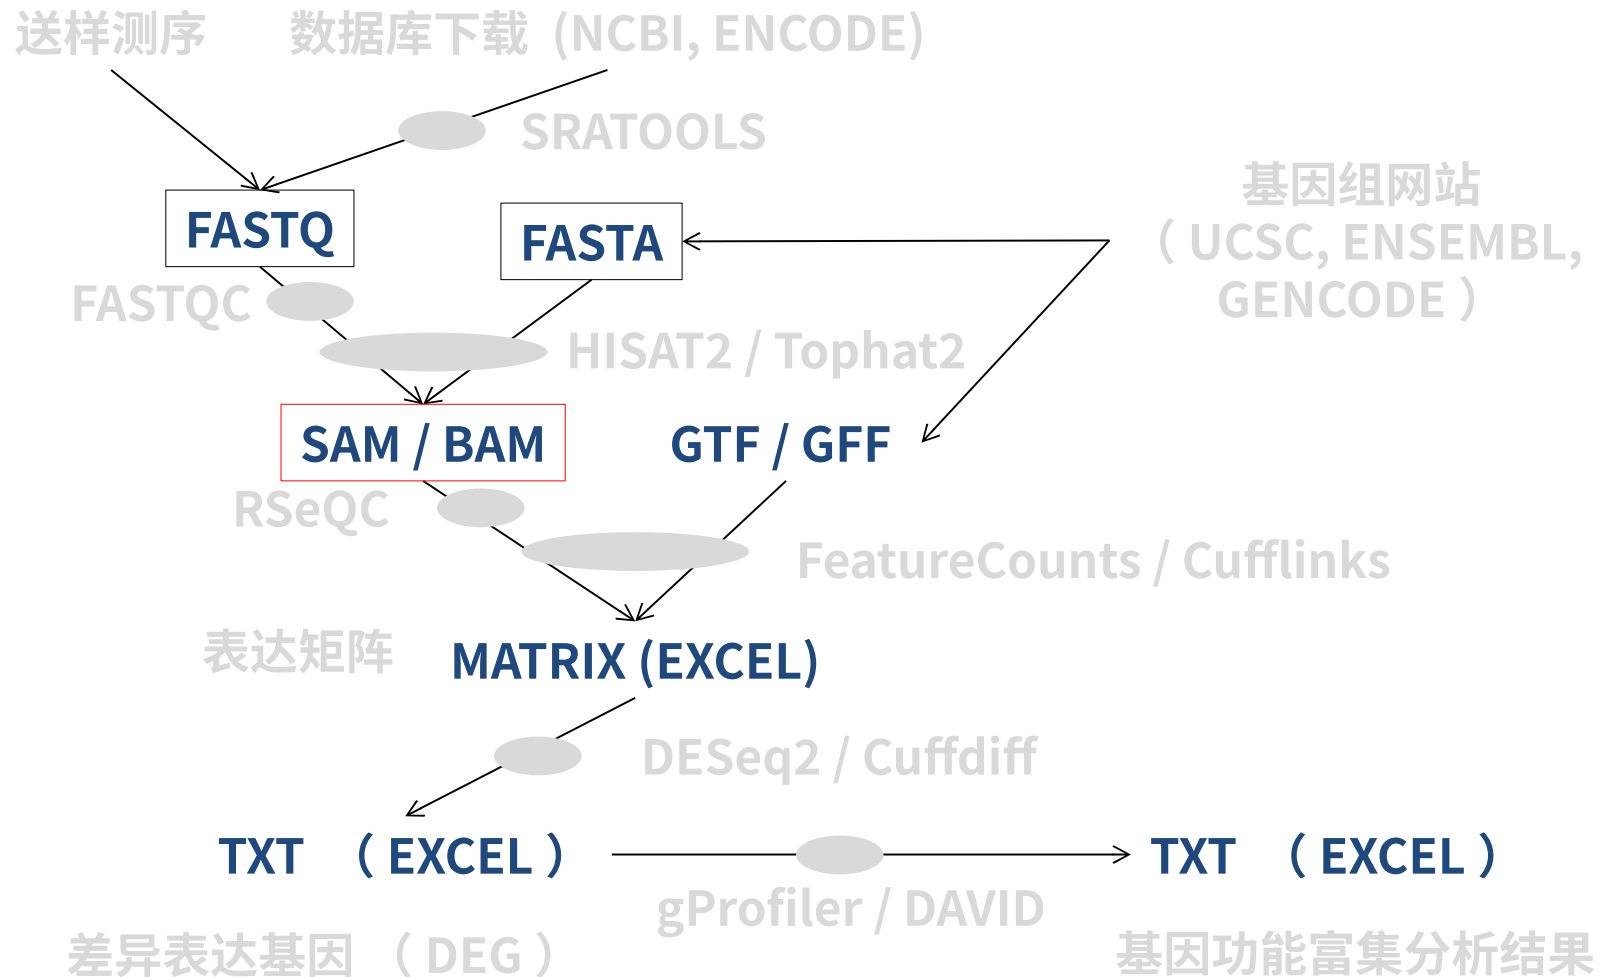 送样测序
数据库下载 (NCBI, ENCODE)
SRATOOLS
基因组网站
（ UCSC, ENSEMBL,
GENCODE ）
FASTQ
FASTA
FASTQC
HISAT2 / Tophat2
SAM / BAM
GTF / GFF
RSeQC
FeatureCounts / Cufflinks
表达矩阵
MATRIX (EXCEL)
DESeq2 / Cuffdiff
TXT （ EXCEL ）
TXT （ EXCEL ）
gProfiler / DAVID
差异表达基因 （ DEG ）
基因功能富集分析结果